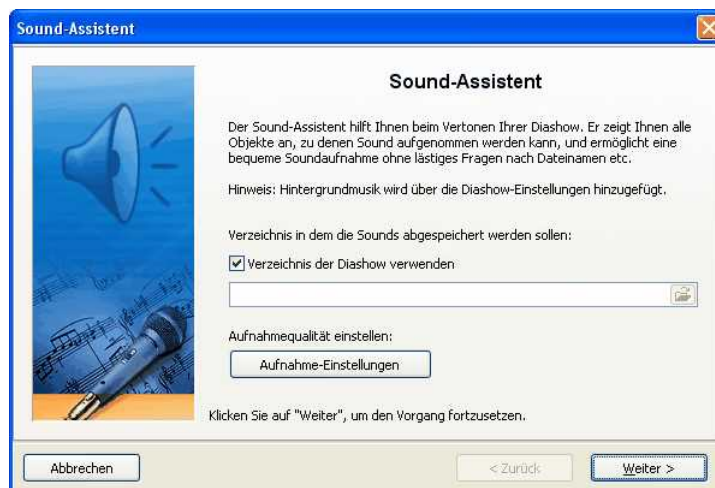 Sound-Assistent
Sound-Assistent
Der Sound-Assistent hilft Ihnen beim Vertonen Ihrer Diashow. Er zeigt Ihnen alle
Objekte an, zu denen Sound aufgenommen werden kann, und ermöglicht eine
bequeme Soundaufnahme ohne lästiges Fragen nach Dateinamen etc.
Hinweis: Hintergrundmusik wird über die Diashow-Einstellungen hinzugefügt.
Verzeichnis in dem die Sounds abgespeichert werden sollen:
Verzeichnis der Diashow verwenden
Aufnahmequalität einstellen:
Aufnahme-Einstellungen
Klicken Sie auf "Weiter", um den Vorgang fortzusetzen.
Abbrechen
< Zurück
Weiter >